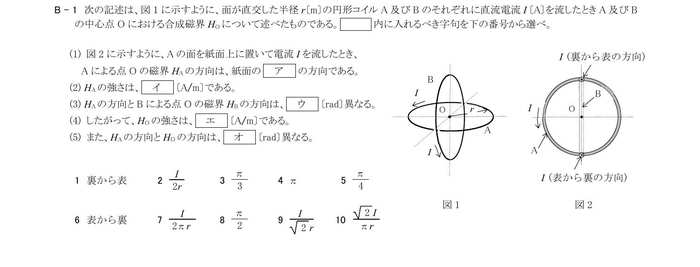 B－1 次の記述は、図1に示すように、面が直交した半径r[m]の円形コイルA及びBのそれぞれに直流電流I[A]を流したときA及びB
の中心点Oにおける合成磁界HOについて述べたものである。□内に入れるべき字句を下の番号から選べ。
(1) 図2に示すように、Aの面を紙面上に置いて電流Iを流したとき、
Aによる点Oの磁界HAの方向は、紙面の ア の方向である。
(2) HAの強さは、 イ [A/m]である。
(3) HAの方向とBによる点Oの磁界HBの方向は、 ウ [rad]異なる。
(4) したがって、HOの強さは、 エ [A/m]である。
(5) また、HAの方向とHOの方向は、 オ [rad]異なる。
1 裏から表 2 I/2r 3 π/3 4 π 5 π/4
6 表から裏 7 I/2πr 8 π/2 9 I/√2r 10 √2I/πr
B
I
O
r
A
I
図1
I（裏から表の方向）
I
O
B
A
I（表から裏の方向）
図2